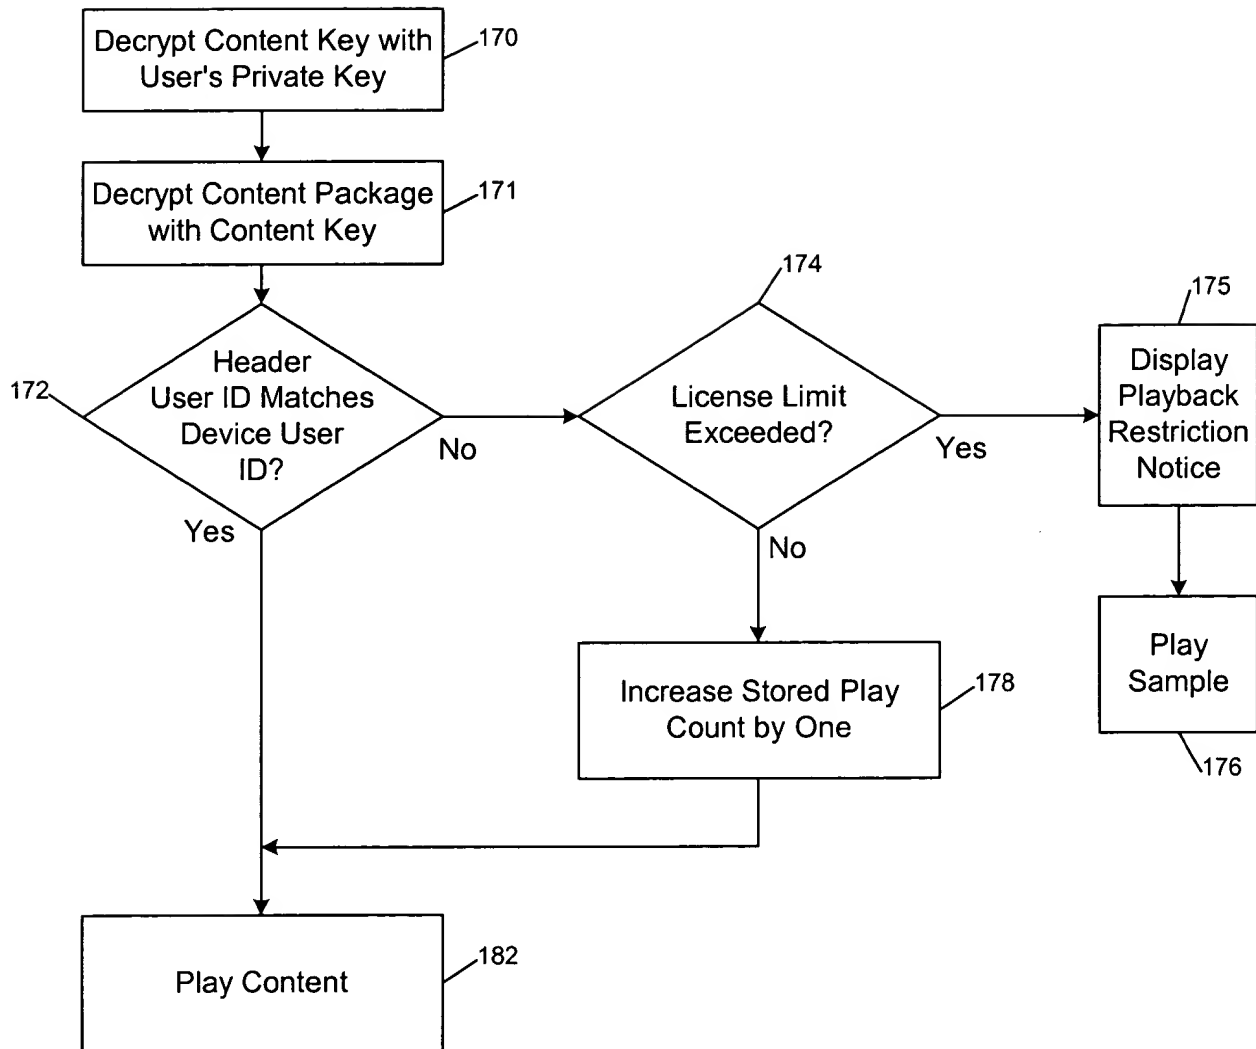 Decrypt Content Key with
User's Private Key
170
Decrypt Content Package
with Content Key
171
172
Header
User ID Matches
Device User
ID?
No
Yes
174
License Limit
Exceeded?
Yes
No
175
Display
Playback
Restriction
Notice
Play
Sample
176
Increase Stored Play
Count by One
178
Play Content
182